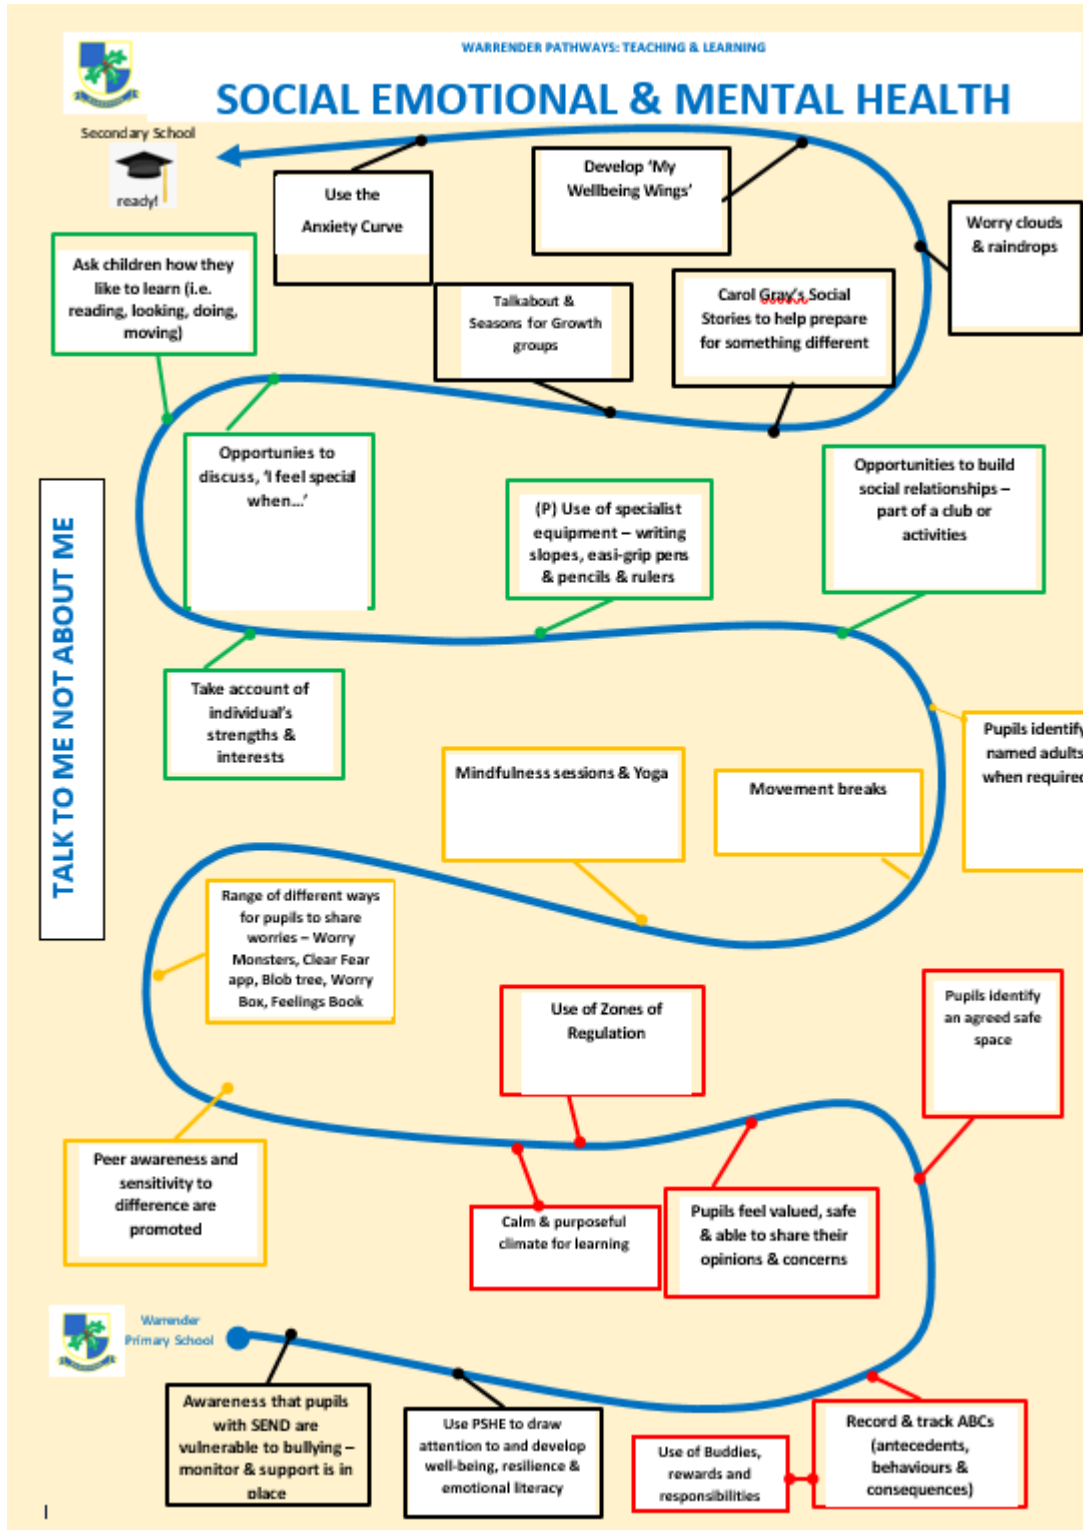 WARRENDER PATHWAYS: TEACHING & LEARNING
SOCIAL EMOTIONAL & MENTAL HEALTH
Secondary School
ready!
Use the
Anxiety Curve
Develop ‘My
Wellbeing Wings’
Worry clouds
& raindrops
Ask children how they
like to learn (i.e.
reading, looking, doing,
moving)
Talkabout &
Seasons for Growth
groups
Carol Gray’s Social
Stories to help prepare
for something different
Opportunies to
discuss, ‘I feel special
when…’
(P) Use of specialist
equipment – writing
slopes, easi-grip pens
& pencils & rulers
Opportunities to build
social relationships –
part of a club or
activities
TALK TO ME NOT ABOUT ME
Take account of
individual’s
strengths &
interests
Mindfulness sessions & Yoga
Movement breaks
Pupils identify
named adults
when required
Range of different ways
for pupils to share
worries – Worry
Monsters, Clear Fear
app, Blob tree, Worry
Box, Feelings Book
Use of Zones of
Regulation
Pupils identify
an agreed safe
space
Peer awareness and
sensitivity to
difference are
promoted
Calm & purposeful
climate for learning
Pupils feel valued, safe
& able to share their
opinions & concerns
Warrender
Primary School
Awareness that pupils
with SEND are
vulnerable to bullying –
monitor & support is in
place
Use PSHE to draw
attention to and develop
well-being, resilience &
emotional literacy
Use of Buddies,
rewards and
responsibilities
Record & track ABCs
(antecedents,
behaviours &
consequences)